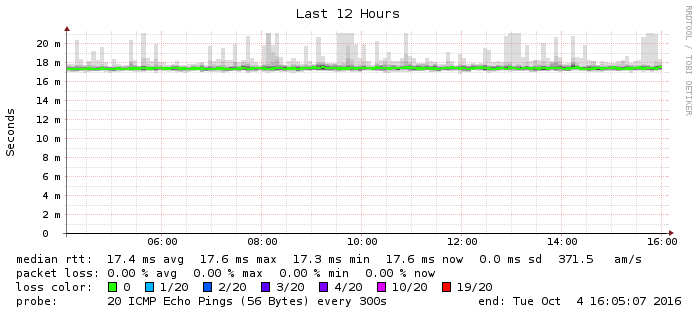 Last 12 Hours
RRDTOOL / TOBI OETIKER
Seconds
20 m
18 m
16 m
14 m
12 m
10 m
8 m
6 m
4 m
2 m
0
06:00 08:00 10:00 12:00 14:00 16:00
median rtt: 17.4 ms avg 17.6 ms max 17.3 ms min 17.6 ms now 0.0 ms sd 371.5 am/s
packet loss: 0.00 % avg 0.00 % max 0.00 % min 0.00 % now
loss color: 0 1/20 2/20 3/20 4/20 10/20 19/20
probe: 20 ICMP Echo Pings (56 Bytes) every 300s end: Tue Oct 4 16:05:07 2016